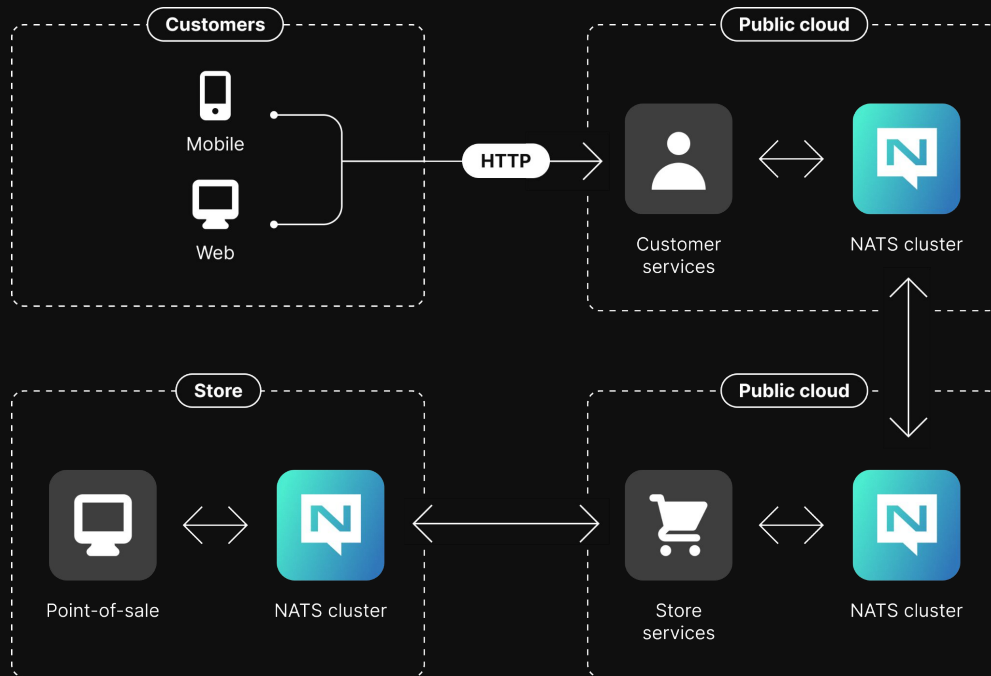 Customers
Public cloud
Mobile
Web
HTTP
Customer
services
NATS cluster
Store
Public cloud
Point-of-sale
NATS cluster
Store
services
NATS cluster